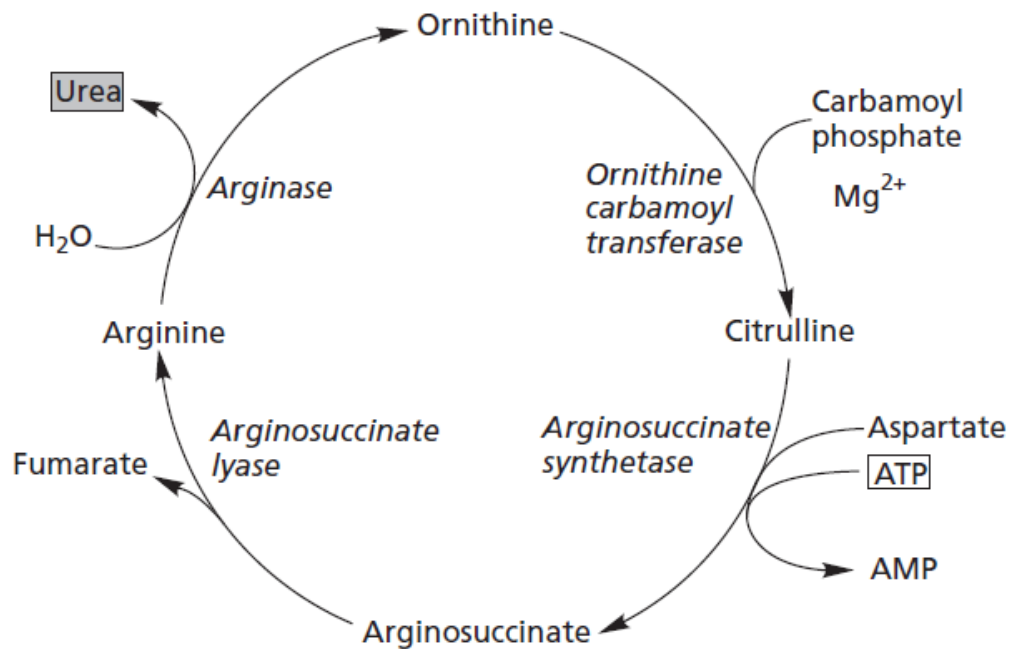 Ornithine
Urea
Carbamoyl
phosphate
Mg²⁺
Arginase
Ornithine
carbamoyl
transferase
H₂O
Arginine
Citrulline
Arginosuccinate
lyase
Arginosuccinate
synthetase
Aspartate
Fumarate
ATP
AMP
Arginosuccinate